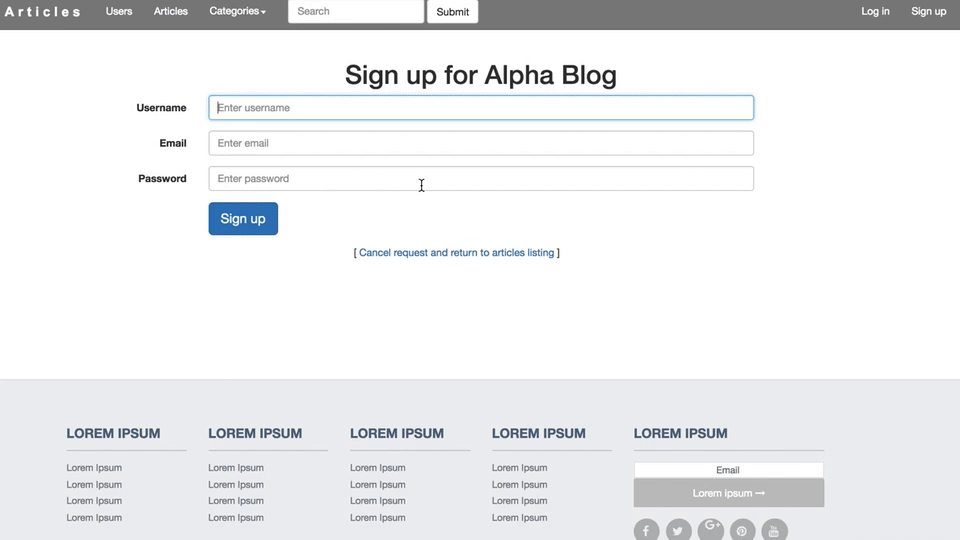 Articles Users Articles Categories Search Submit Log in Sign up
Sign up for Alpha Blog
Username Enter username
Email Enter email
Password Enter password
Sign up
[ Cancel request and return to articles listing ]
LOREM IPSUM LOREM IPSUM LOREM IPSUM LOREM IPSUM LOREM IPSUM
Lorem Ipsum Lorem Ipsum Lorem Ipsum Lorem Ipsum Email
Lorem Ipsum Lorem Ipsum Lorem Ipsum Lorem Ipsum Lorem ipsum →
Lorem Ipsum Lorem Ipsum Lorem Ipsum Lorem Ipsum
Lorem Ipsum Lorem Ipsum Lorem Ipsum Lorem Ipsum